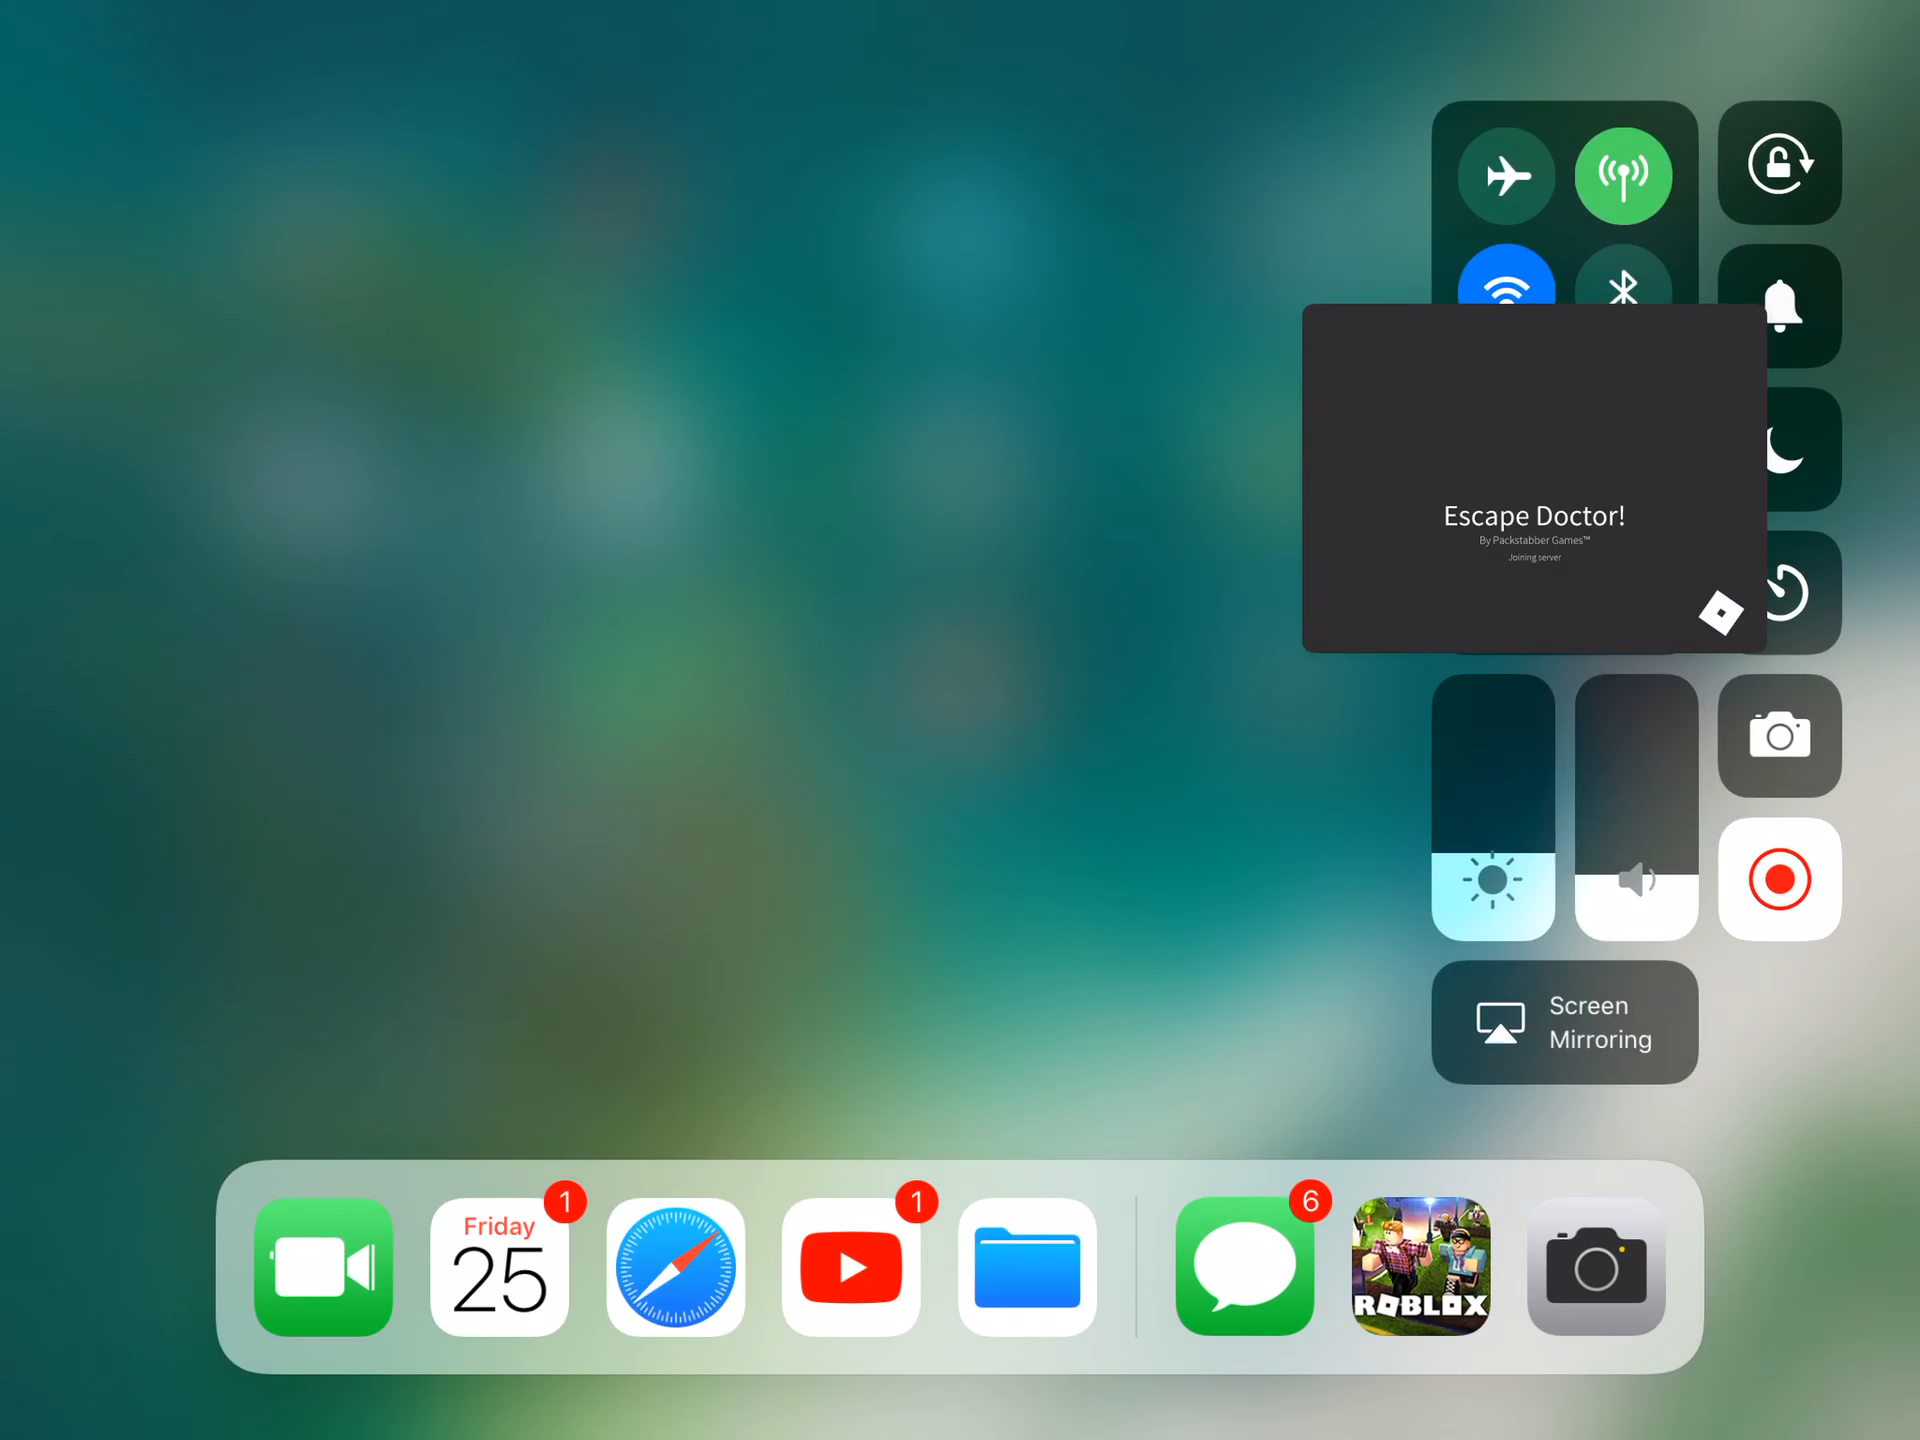 Escape Doctor!
By Packstabber Games™
Joining server
Screen
Mirroring
1
Friday
25
1
6
ROBLOX